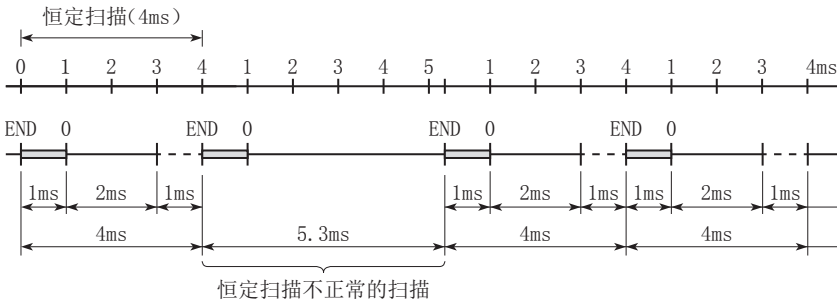 恒定扫描(4ms)
0 1 2 3 4 1 2 3 4 5 1 2 3 4 1 2 3 4ms
END 0 END 0 END 0 END 0
1ms 2ms 1ms 1ms 2ms 1ms 1ms 2ms 1ms
4ms 5.3ms 4ms 4ms
恒定扫描不正常的扫描